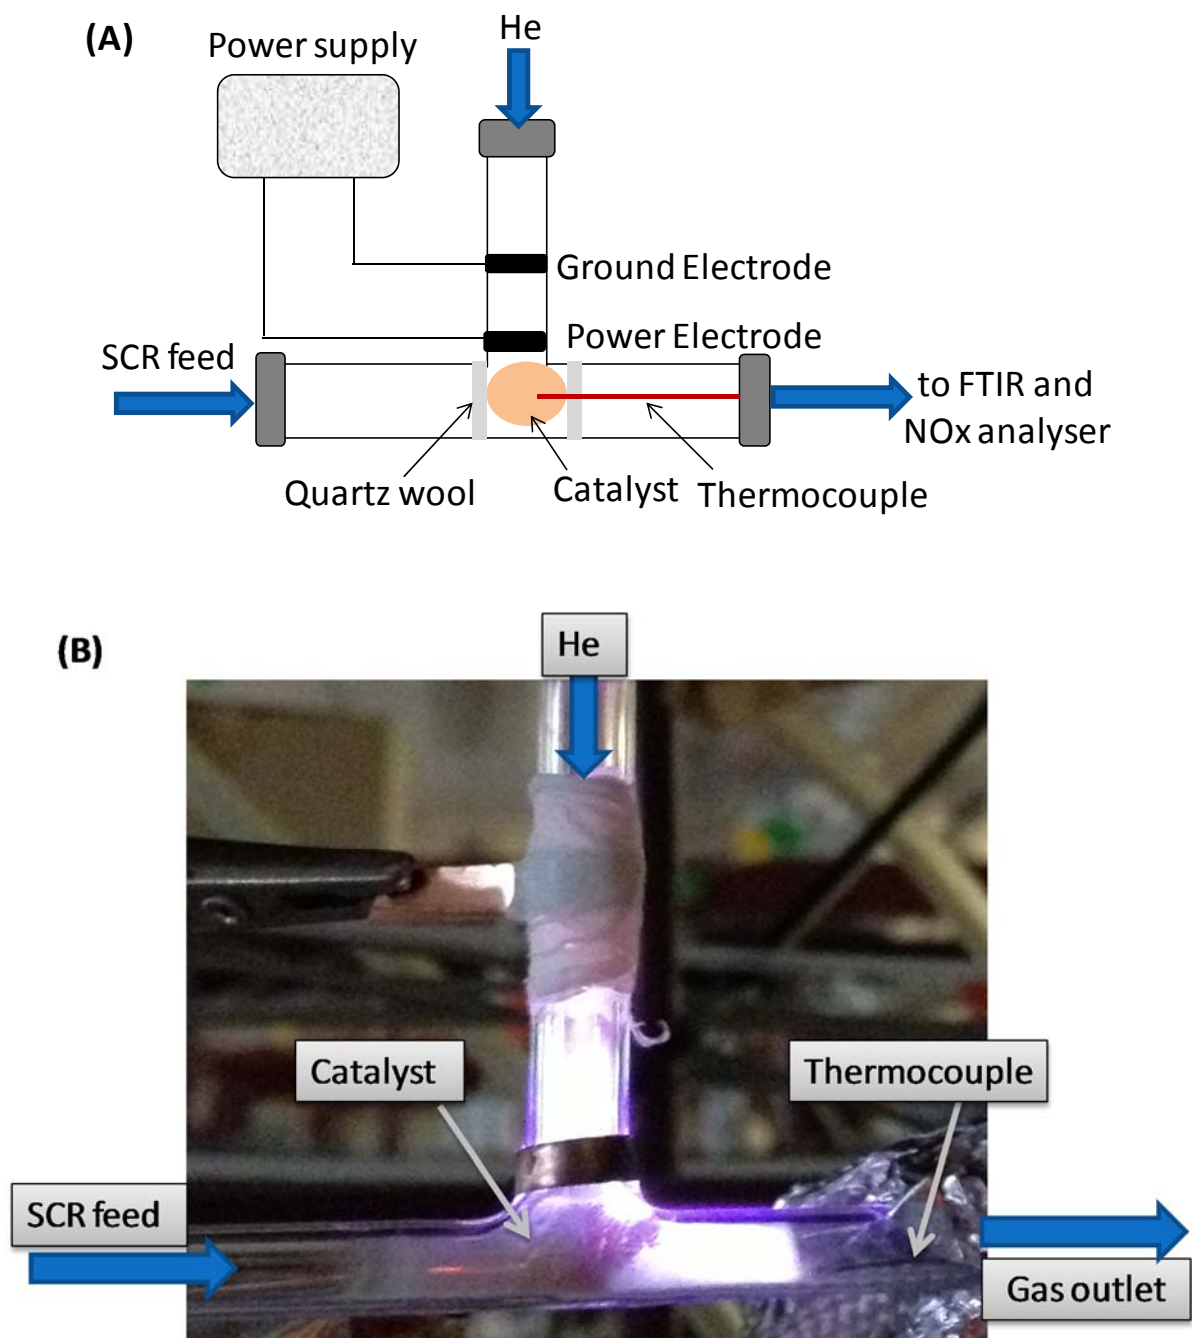 (A)
Power supply
He
Ground Electrode
Power Electrode
SCR feed
to FTIR and
NOx analyser
Quartz wool
Catalyst
Thermocouple
(B)
He
Catalyst
Thermocouple
SCR feed
Gas outlet